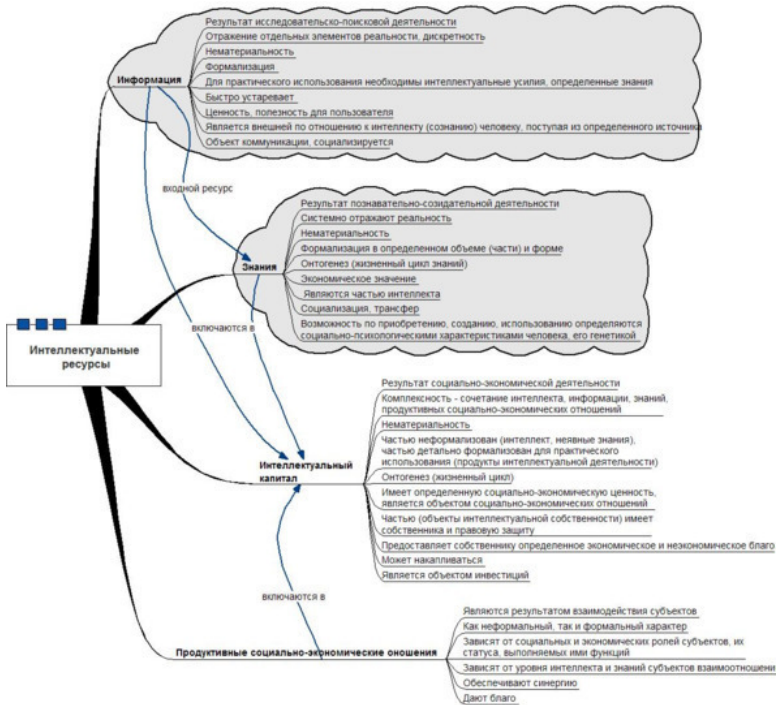 Результат исследовательско-поисковой деятельности
Отражение отдельных элементов реальности, дискретность
Нематериальность
Информация
Формализация
Для практического использования необходимы интеллектуальные усилия, определенные знания
Быстро устаревает
Ценность, полезность для пользователя
Является внешней по отношению к интеллекту (сознанию) человеку, поступая из определенного источника
Объект коммуникации, социализируется
входной ресурс
Результат познавательно-созидательной деятельности
Системно отражают реальность
Нематериальность
Формализация в определенном объеме (части) и форме
Знания
Онтогенез (жизненный цикл знаний)
Экономическое значение
Являются частью интеллекта
Социализация, трансфер
Возможность по приобретению, созданию, использованию определяются
социально-психологическими характеристиками человека, его генетикой
включаются в
Интеллектуальные
ресурсы
Результат социально-экономической деятельности
Комплексность - сочетание интеллекта, информации, знаний,
продуктивных социально-экономических отношений
Нематериальность
Частью неформализован (интеллект, неявные знания),
частью детально формализован для практического
использования (продукты интеллектуальной деятельности)
Интеллектуальный
капитал
Онтогенез (жизненный цикл)
Имеет определенную социально-экономическую ценность,
является объектом социально-экономических отношений
Частью (объекты интеллектуальной собственности) имеет
собственника и правовую защиту
Предоставляет собственнику определенное экономическое и неэкономическое благо
Может накапливаться
Является объектом инвестиций
включаются в
Являются результатом взаимодействия субъектов
Как неформальный, так и формальный характер
Зависят от социальных и экономических ролей субъектов, их
статуса, выполняемых ими функций
Продуктивные социально-экономические оношения
Зависят от уровня интеллекта и знаний субъектов взаимоотношени
Обеспечивают синергию
Дают благо